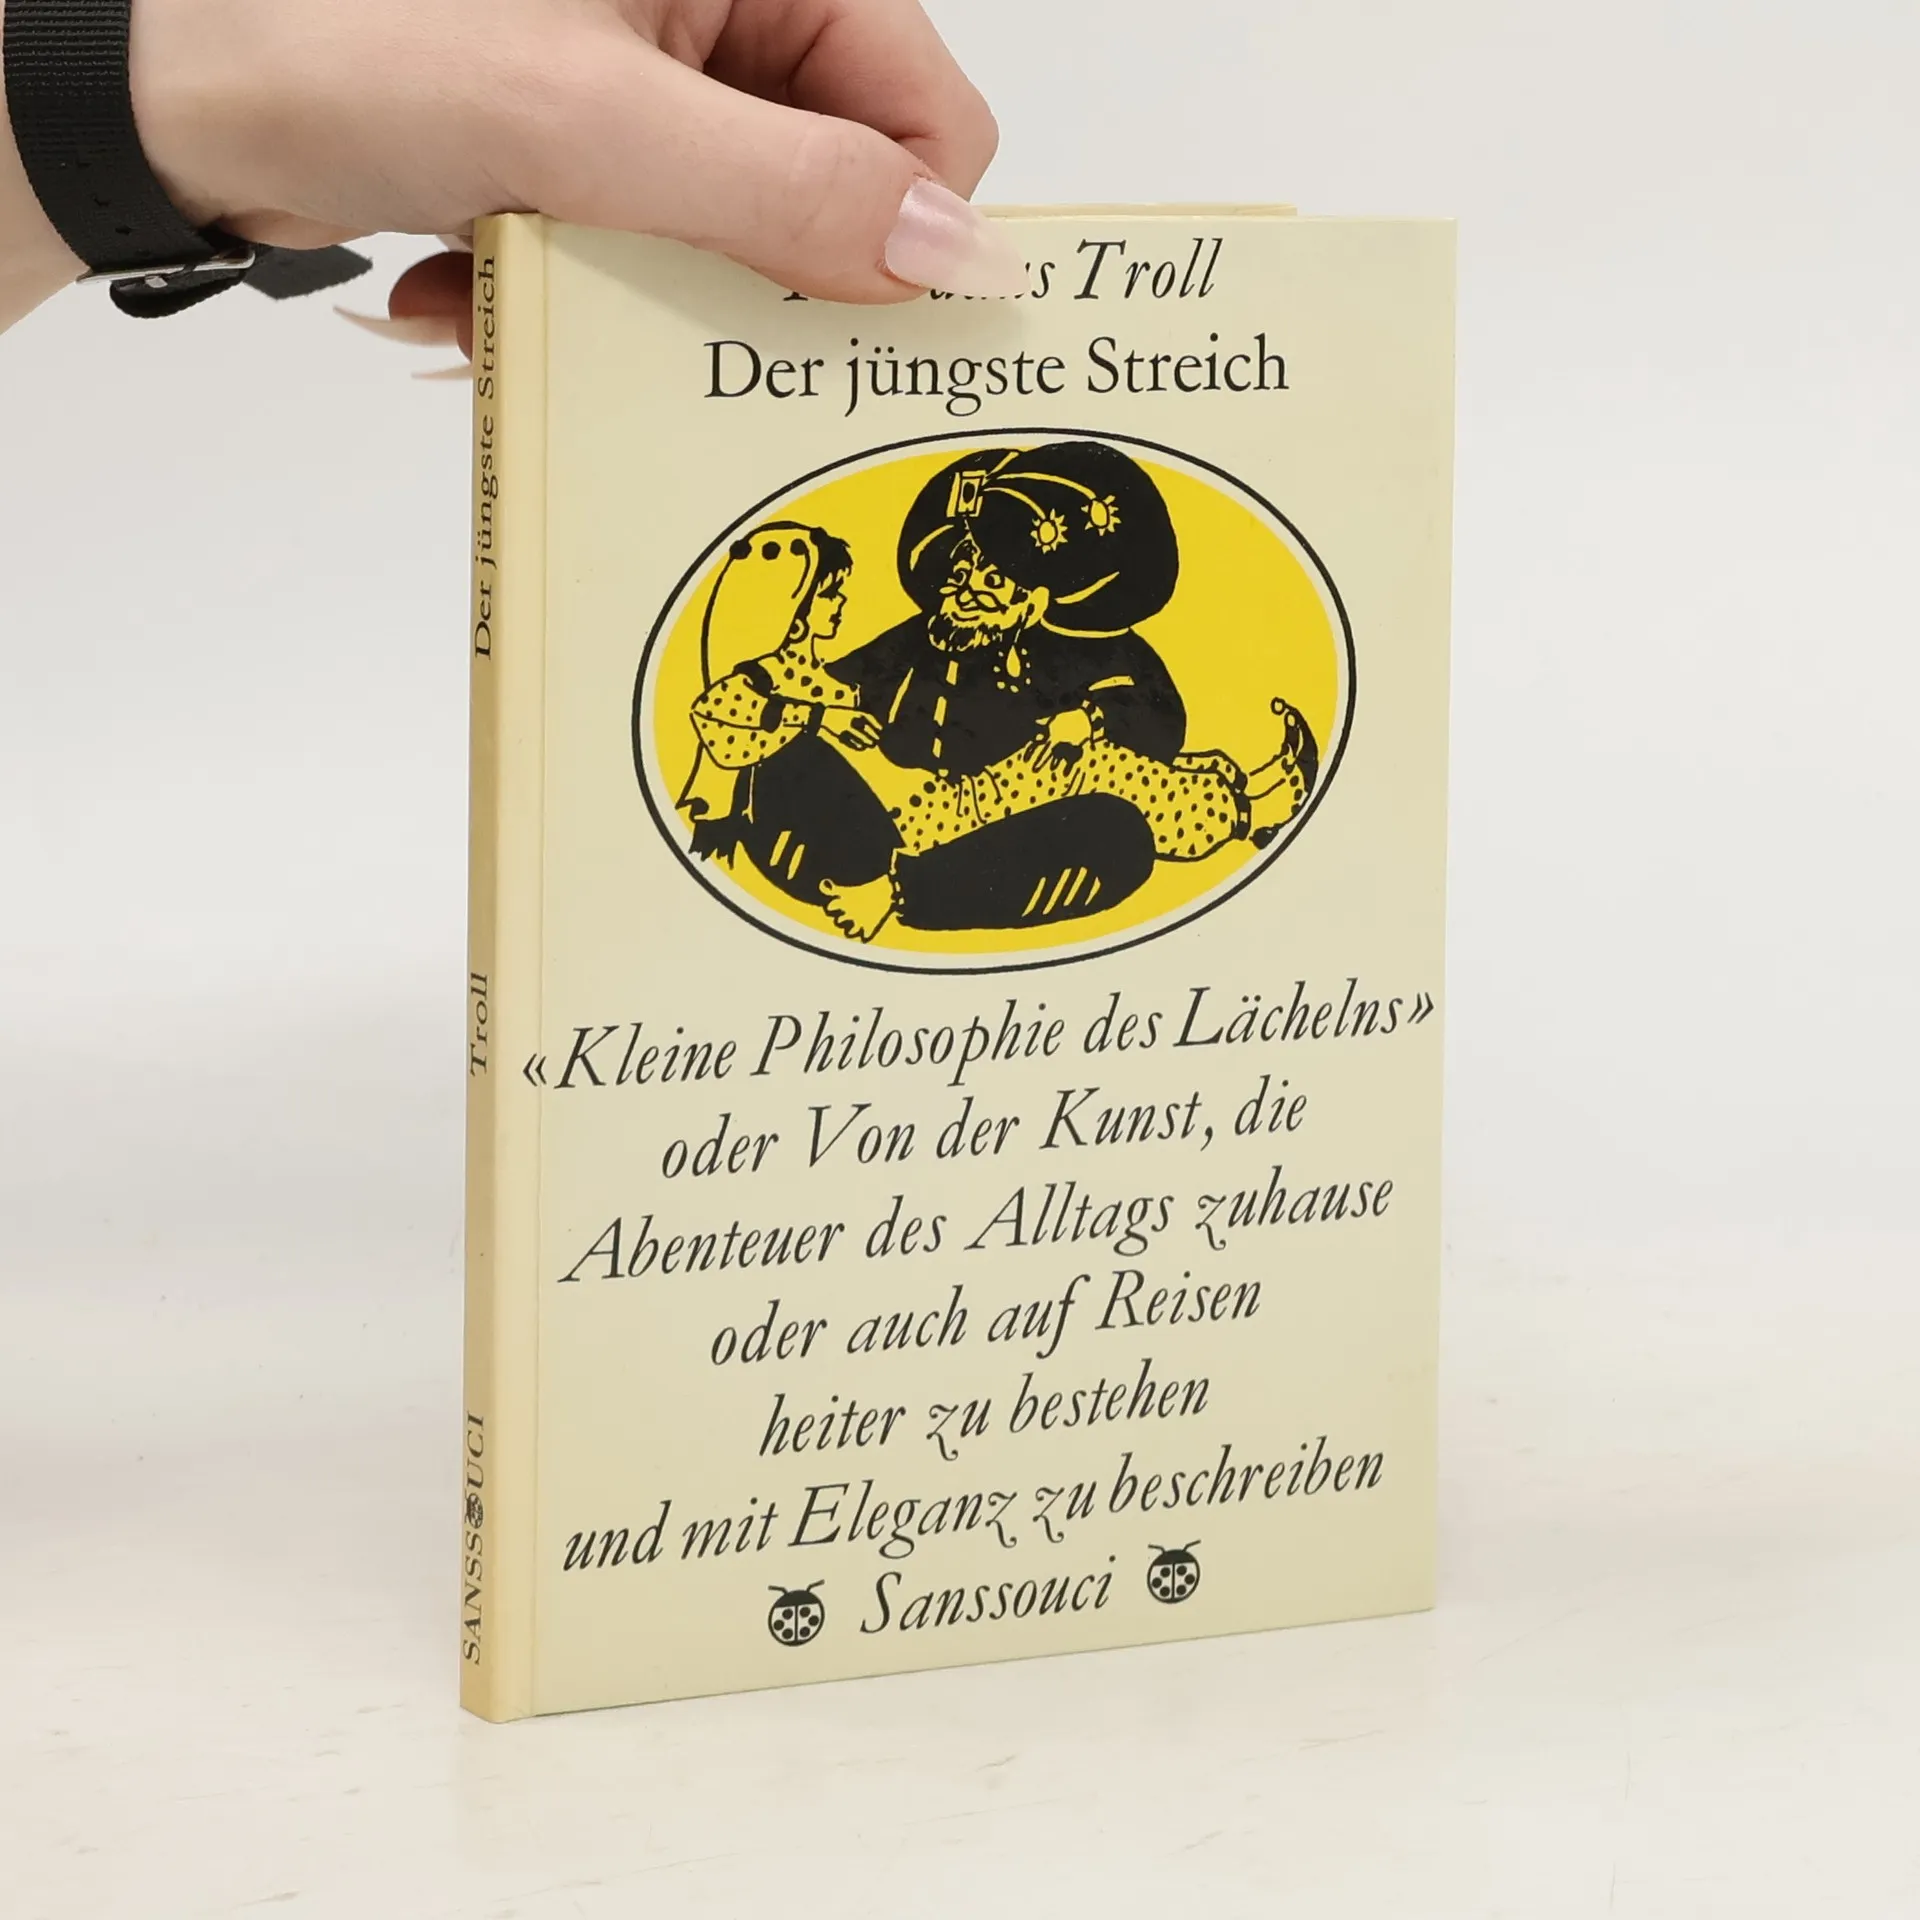 Troll
Der jüngste Streich
«Kleine Philosophie des Lächelns»
oder Von der Kunst, die
Abenteuer des Alltags zuhause
oder auch auf Reisen
heiter zu bestehen
und mit Eleganz zu beschreiben
Sanssouci
Der jüngste Streich
Troll
SANSSOUCI